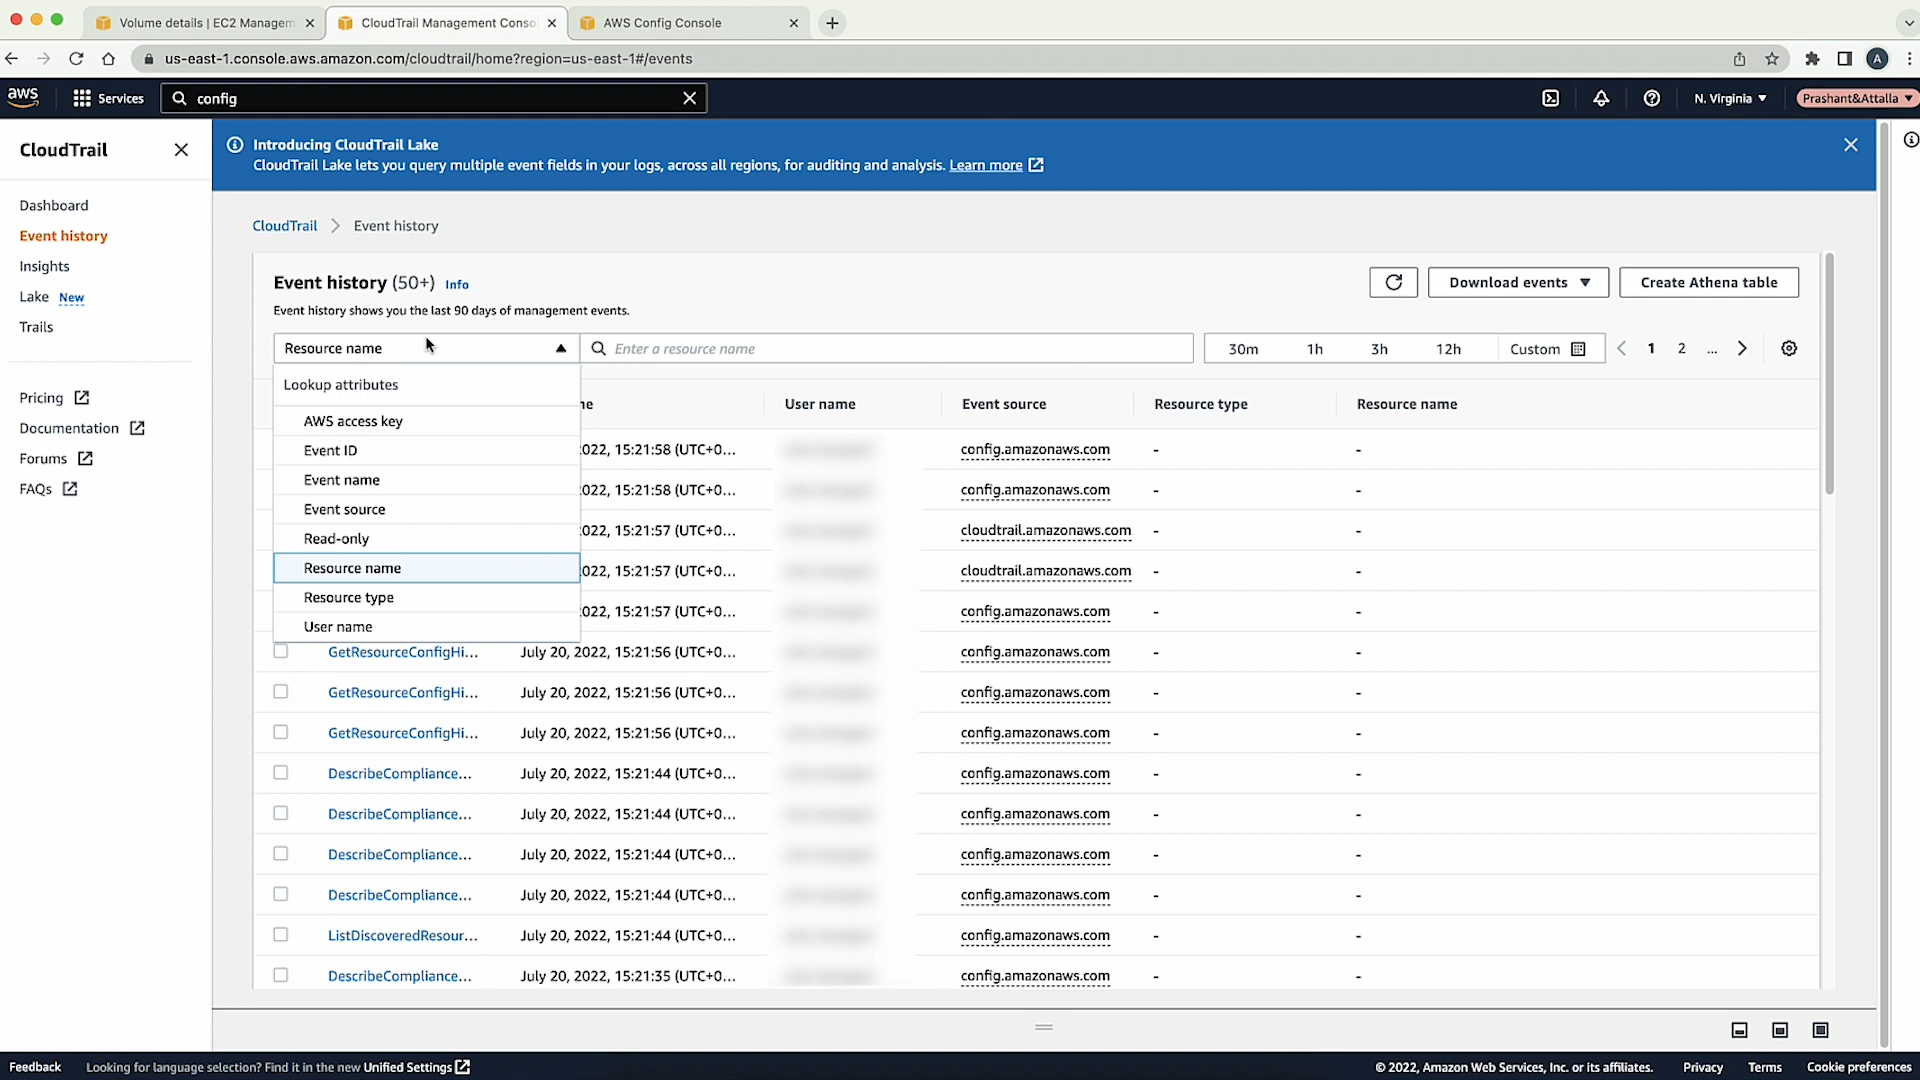 Volume details | EC2 Managem
CloudTrail Management Conso
AWS Config Console
us-east-1.console.aws.amazon.com/cloudtrail/home?region=us-east-1#/events
A
aws
Services
config
N. Virginia
Prashant&Attalla
CloudTrail
Introducing CloudTrail Lake
CloudTrail Lake lets you query multiple event fields in your logs, across all regions, for auditing and analysis. Learn more
Dashboard
Event history
Insights
Lake New
Trails
Pricing
Documentation
Forums
FAQs
CloudTrail
Event history
Event history (50+) Info
Event history shows you the last 90 days of management events.
Download events
Create Athena table
Resource name
Enter a resource name
30m 1h 3h 12h Custom
1 2 ...
Lookup attributes
AWS access key
Event ID
Event name
Event source
Read-only
Resource name
Resource type
User name
ne User name Event source Resource type Resource name
022, 15:21:58 (UTC+0... config.amazonaws.com - -
022, 15:21:58 (UTC+0... config.amazonaws.com - -
022, 15:21:57 (UTC+0... cloudtrail.amazonaws.com - -
022, 15:21:57 (UTC+0... cloudtrail.amazonaws.com - -
022, 15:21:57 (UTC+0... config.amazonaws.com - -
GetResourceConfigHi... July 20, 2022, 15:21:56 (UTC+0... config.amazonaws.com - -
GetResourceConfigHi... July 20, 2022, 15:21:56 (UTC+0... config.amazonaws.com - -
GetResourceConfigHi... July 20, 2022, 15:21:56 (UTC+0... config.amazonaws.com - -
DescribeCompliance... July 20, 2022, 15:21:44 (UTC+0... config.amazonaws.com - -
DescribeCompliance... July 20, 2022, 15:21:44 (UTC+0... config.amazonaws.com - -
DescribeCompliance... July 20, 2022, 15:21:44 (UTC+0... config.amazonaws.com - -
DescribeCompliance... July 20, 2022, 15:21:44 (UTC+0... config.amazonaws.com - -
ListDiscoveredResour... July 20, 2022, 15:21:44 (UTC+0... config.amazonaws.com - -
DescribeCompliance... July 20, 2022, 15:21:35 (UTC+0... config.amazonaws.com - -
Feedback
Looking for language selection? Find it in the new Unified Settings
© 2022, Amazon Web Services, Inc. or its affiliates.
Privacy
Terms
Cookie preferences